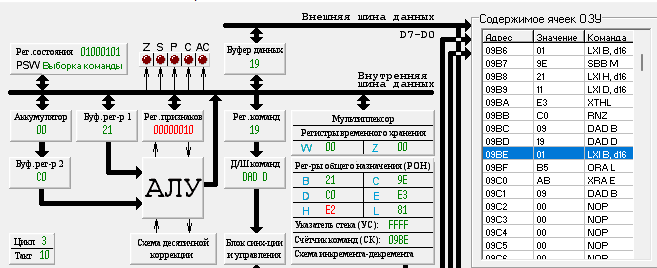 Внешняя шина данных
D7-D0
Рег.состояния 01000101
PSW Выборка команды
Z S P C AC
Буфер данных
19
Внутренняя
шина данных
Аккумулятор
00
Буф.рег-р 1
21
Рег.признаков
00000010
Рег.команд
19
Мультиплексор
Регистры временного хранения
W 00 Z 00
Буф.рег-р 2
C0
АЛУ
Д/Ш команд
DAD D
Рег-ры общего назначения (РОН)
B 21 C 9E
D C0 E E3
H E2 L 81
Указатель стека (УС): FFFF
Счётчик команд (СК): 09BE
Схема инкремента-декремента
Цикл 3
Такт 10
Схема десятичной
коррекции
Блок синх-ции
и управления
Содержимое ячеек ОЗУ
Адрес Значение Команда
09B6 01 LXI B, d16
09B7 9E SBB M
09B8 21 LXI H, d16
09B9 11 LXI D, d16
09BA E3 XTHL
09BB C0 RNZ
09BC 09 DAD B
09BD 19 DAD D
09BE 01 LXI B, d16
09BF B5 ORA L
09C0 AB XRA E
09C1 09 DAD B
09C2 00 NOP
09C3 00 NOP
09C4 00 NOP
09C5 00 NOP
09C6 00 NOP